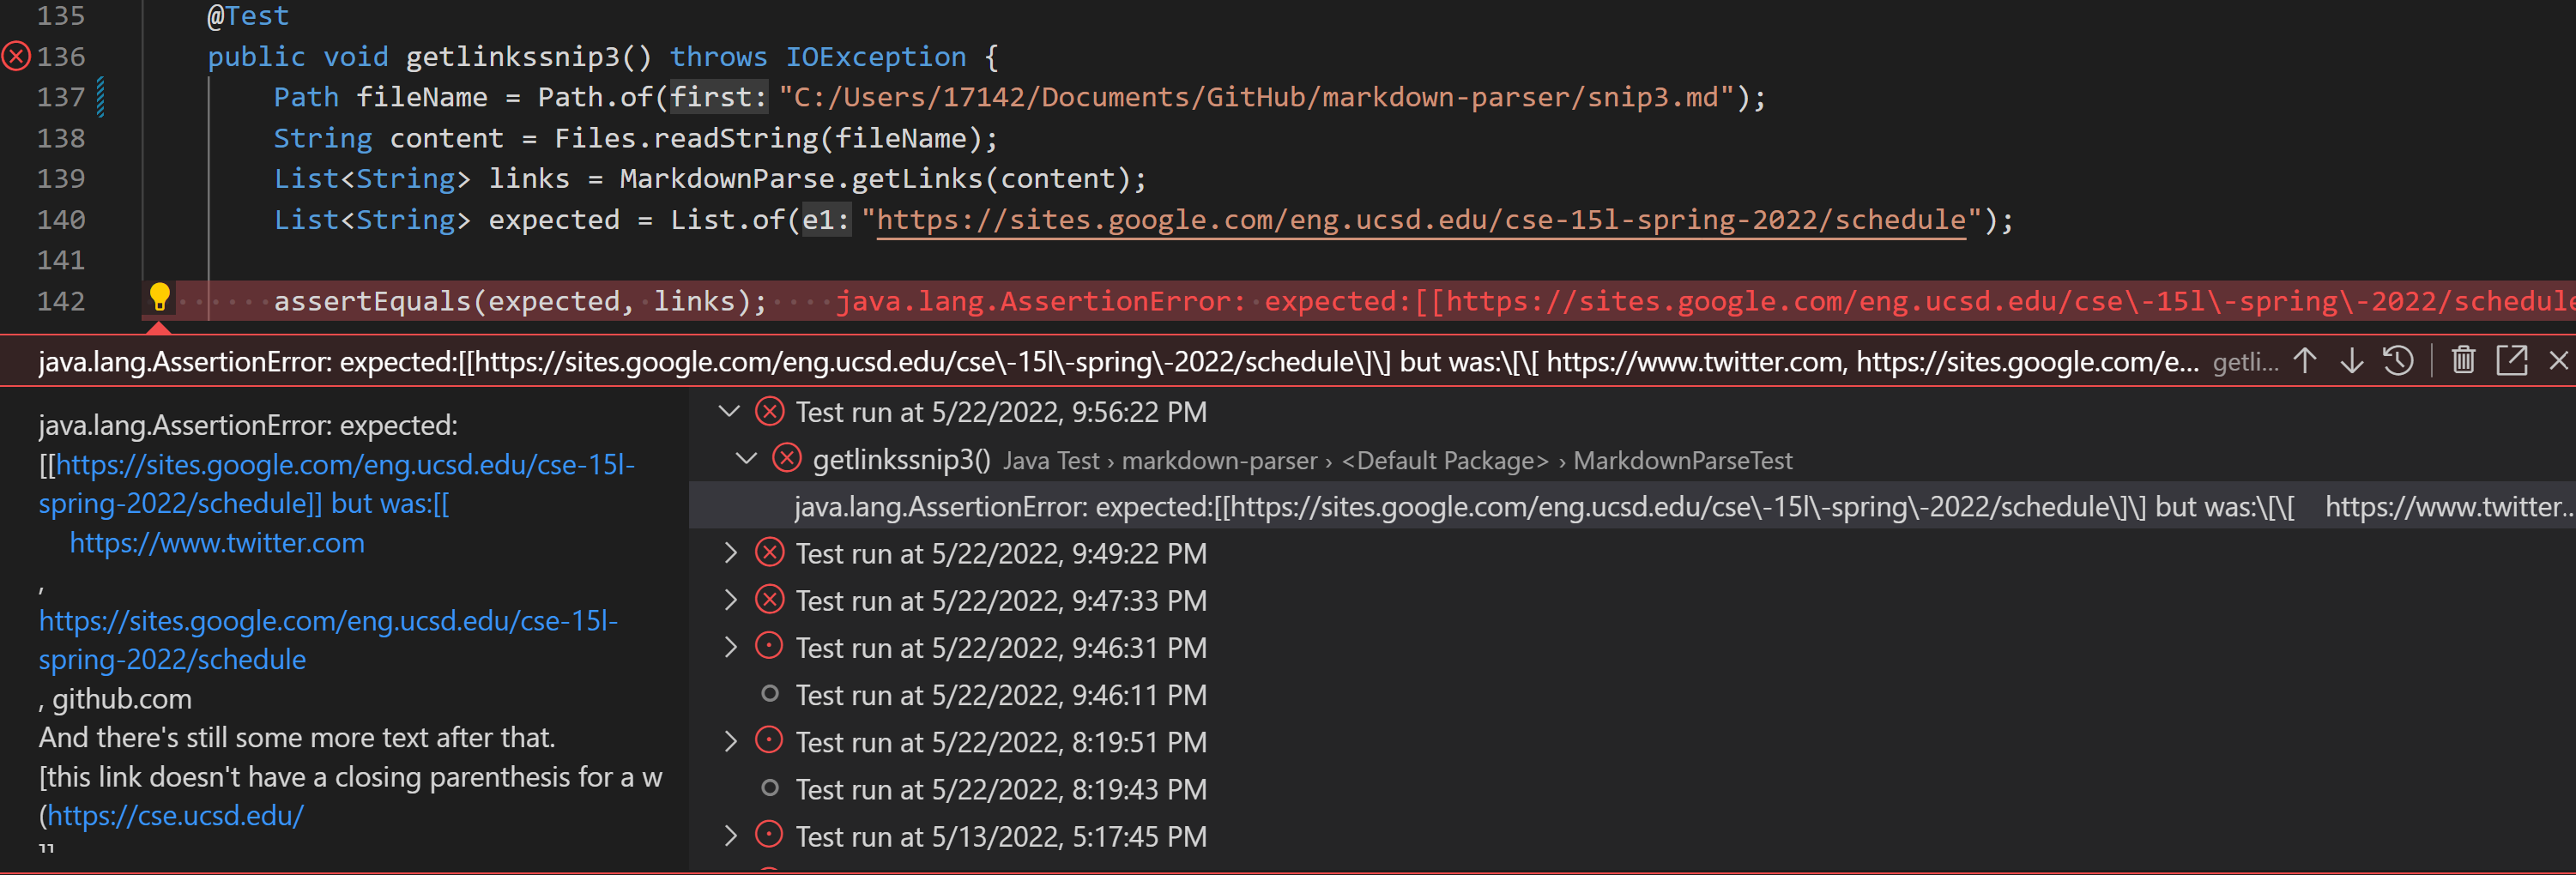 135 @Test
136 public void getlinkssnip3() throws IOException {
137 Path fileName = Path.of(first: "C:/Users/17142/Documents/GitHub/markdown-parser/snip3.md");
138 String content = Files.readString(fileName);
139 List<String> links = MarkdownParse.getLinks(content);
140 List<String> expected = List.of(e1: "https://sites.google.com/eng.ucsd.edu/cse-15l-spring-2022/schedule");
141
142 assertEquals(expected, links); java.lang.AssertionError: expected:[[https://sites.google.com/eng.ucsd.edu/cse\-15l\-spring\-2022/schedule
java.lang.AssertionError: expected:[[https://sites.google.com/eng.ucsd.edu/cse\-15l\-spring\-2022/schedule\]\] but was:\[\[ https://www.twitter.com, https://sites.google.com/e... getli...
java.lang.AssertionError: expected:
[[https://sites.google.com/eng.ucsd.edu/cse-15l-
spring-2022/schedule]] but was:[[
https://www.twitter.com
,
https://sites.google.com/eng.ucsd.edu/cse-15l-
spring-2022/schedule
, github.com
And there's still some more text after that.
[this link doesn't have a closing parenthesis for a w
(https://cse.ucsd.edu/
]]
Test run at 5/22/2022, 9:56:22 PM
getlinkssnip3() Java Test › markdown-parser › <Default Package> › MarkdownParseTest
java.lang.AssertionError: expected:[[https://sites.google.com/eng.ucsd.edu/cse\-15l\-spring\-2022/schedule\]\] but was:\[\[ https://www.twitter...
Test run at 5/22/2022, 9:49:22 PM
Test run at 5/22/2022, 9:47:33 PM
Test run at 5/22/2022, 9:46:31 PM
Test run at 5/22/2022, 9:46:11 PM
Test run at 5/22/2022, 8:19:51 PM
Test run at 5/22/2022, 8:19:43 PM
Test run at 5/13/2022, 5:17:45 PM